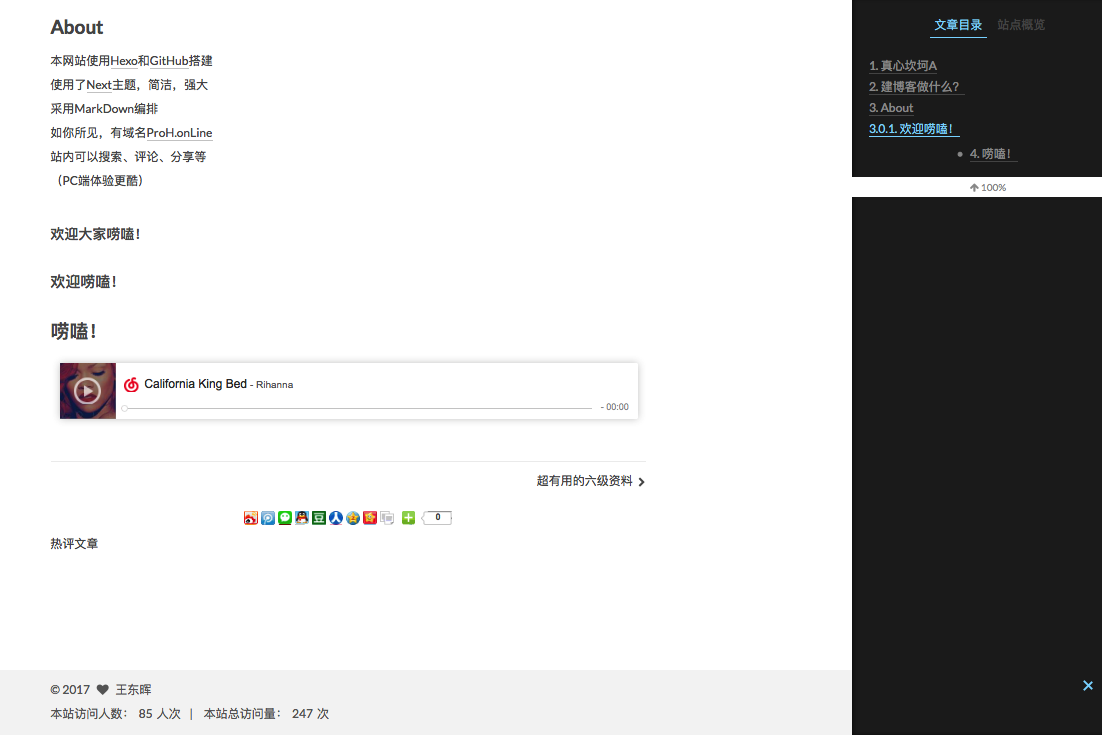 About
本网站使用Hexo和GitHub搭建
使用了Next主题，简洁，强大
采用MarkDown编排
如你所见，有域名ProH.onLine
站内可以搜索、评论、分享等
（PC端体验更酷）
欢迎大家唠嗑！
欢迎唠嗑！
唠嗑！
California King Bed - Rihanna
- 00:00
超有用的六级资料
豆 人
0
热评文章
© 2017 王东晖
本站访问人数： 85 人次 | 本站总访问量： 247 次
文章目录 站点概览
1. 真心坎坷A
2. 建博客做什么？
3. About
3.0.1. 欢迎唠嗑！
4. 唠嗑！
100%